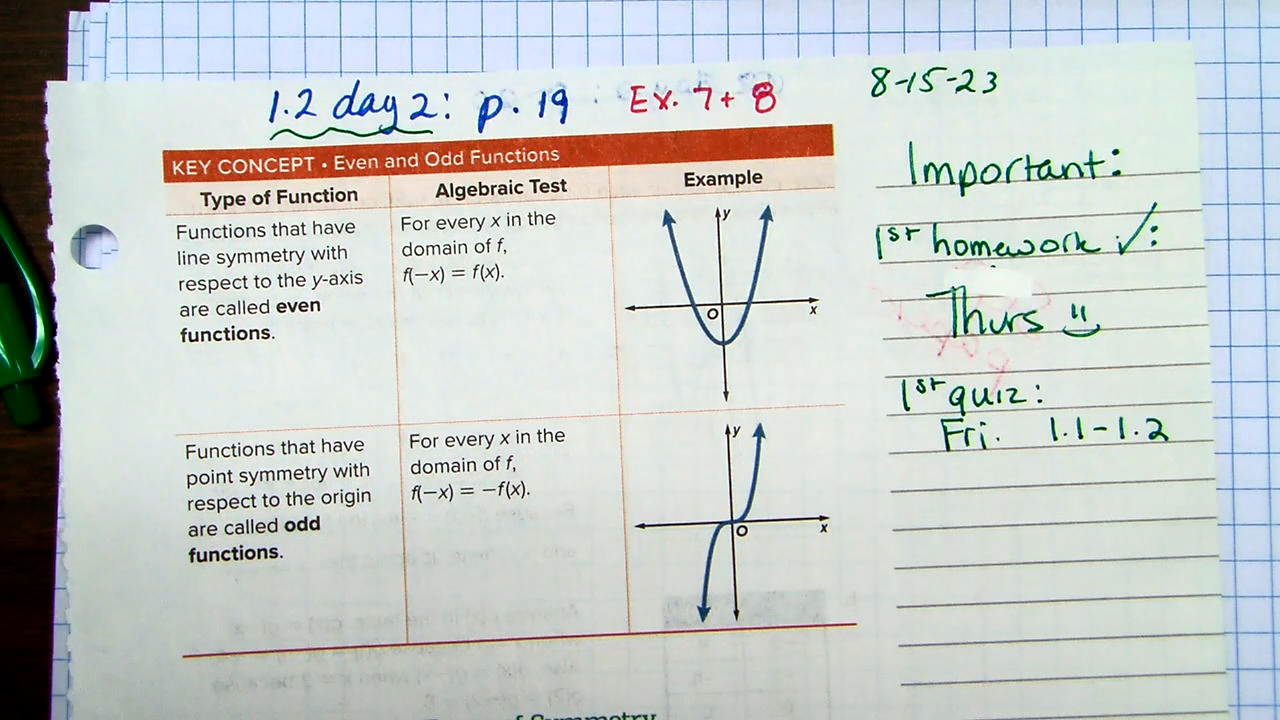 1.2 day 2: p. 19 Ex. 7 + 8
8-15-23
KEY CONCEPT • Even and Odd Functions
Type of Function
Algebraic Test
Example
Functions that have
line symmetry with
respect to the y-axis
are called even
functions.
For every x in the
domain of f,
f(−x) = f(x).
y
O
x
Functions that have
point symmetry with
respect to the origin
are called odd
functions.
For every x in the
domain of f,
f(−x) = −f(x).
y
O
x
Important:
1st homework ✓:
Thurs
1st quiz:
Fri. 1.1-1.2